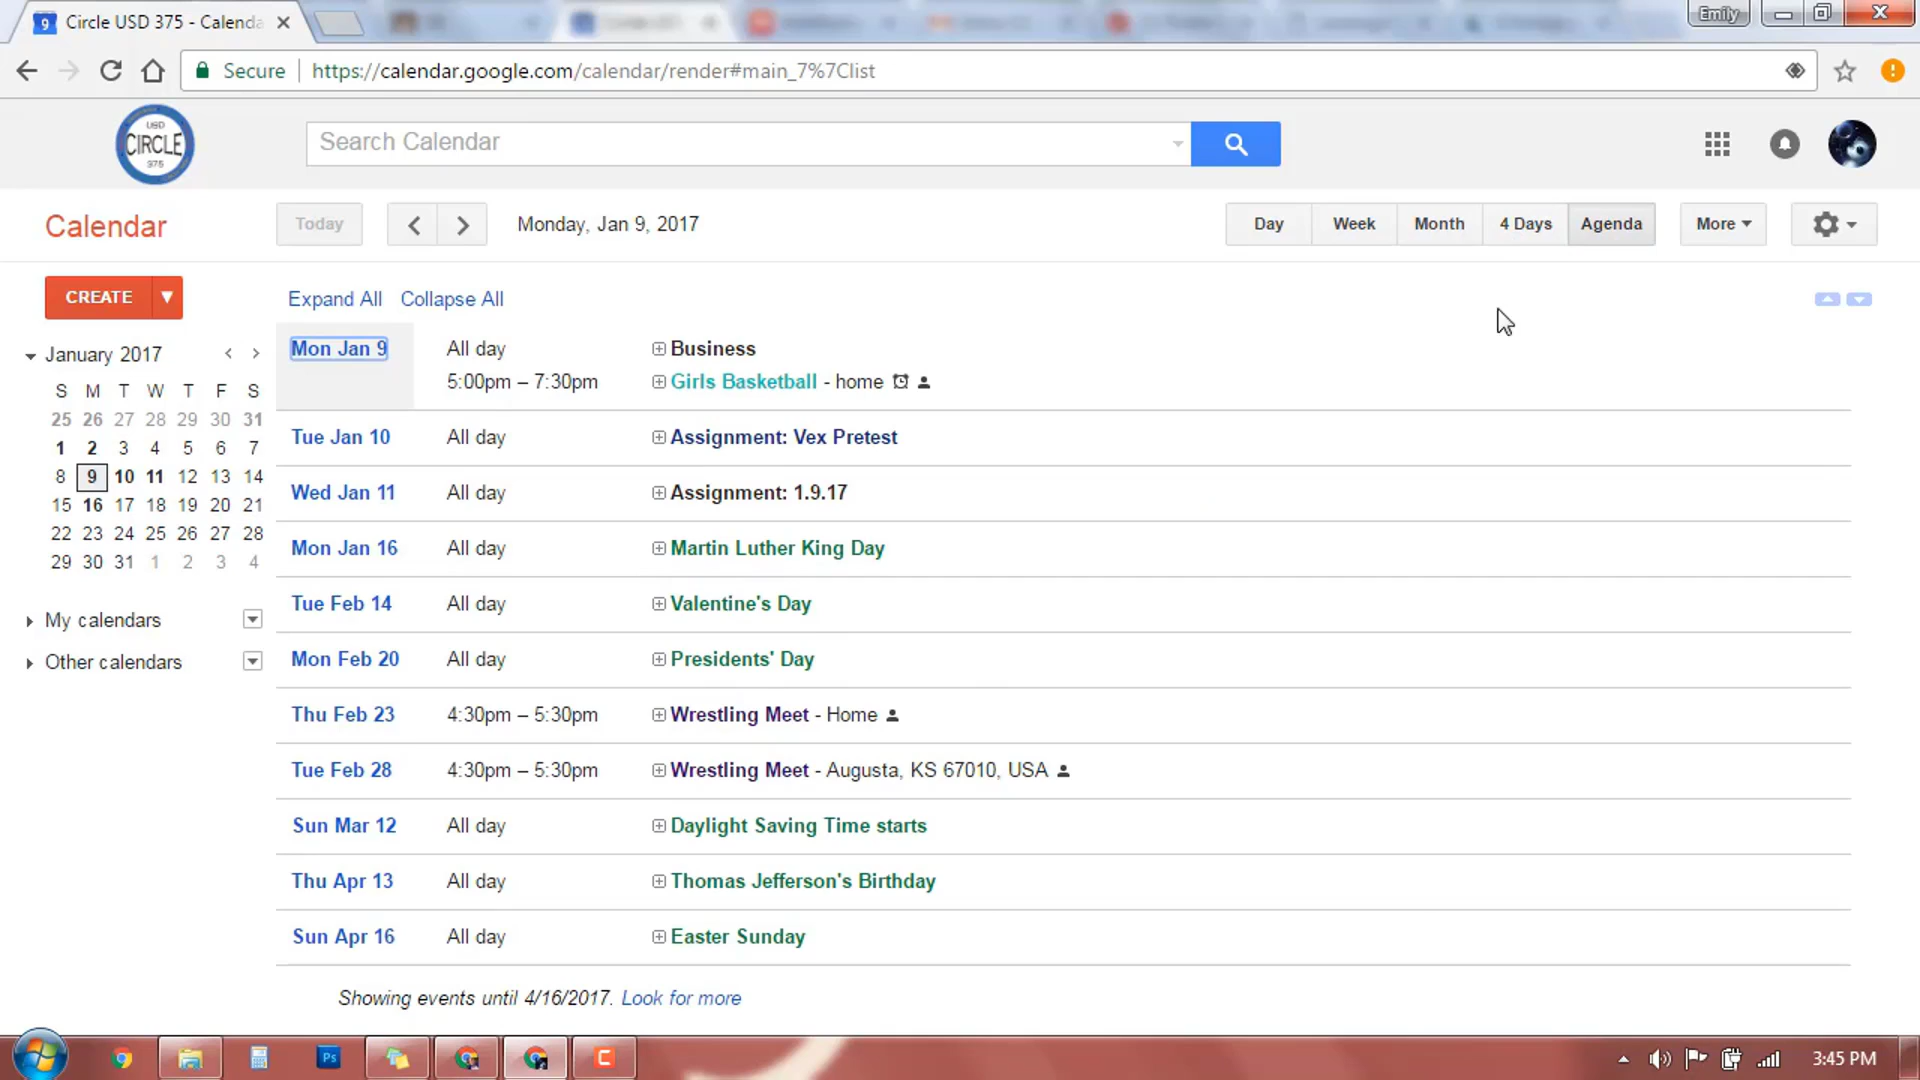 9 Circle USD 375 - Calenda
Emily
Secure https://calendar.google.com/calendar/render#main_7%7Clist
USD CIRCLE 375
Search Calendar
Calendar Today Monday, Jan 9, 2017 Day Week Month 4 Days Agenda More
CREATE Expand All Collapse All
January 2017
S M T W T F S
25 26 27 28 29 30 31
1 2 3 4 5 6 7
8 9 10 11 12 13 14
15 16 17 18 19 20 21
22 23 24 25 26 27 28
29 30 31 1 2 3 4
My calendars
Other calendars
Mon Jan 9 All day Business
5:00pm – 7:30pm Girls Basketball - home
Tue Jan 10 All day Assignment: Vex Pretest
Wed Jan 11 All day Assignment: 1.9.17
Mon Jan 16 All day Martin Luther King Day
Tue Feb 14 All day Valentine's Day
Mon Feb 20 All day Presidents' Day
Thu Feb 23 4:30pm – 5:30pm Wrestling Meet - Home
Tue Feb 28 4:30pm – 5:30pm Wrestling Meet - Augusta, KS 67010, USA
Sun Mar 12 All day Daylight Saving Time starts
Thu Apr 13 All day Thomas Jefferson's Birthday
Sun Apr 16 All day Easter Sunday
Showing events until 4/16/2017. Look for more
Ps C 3:45 PM